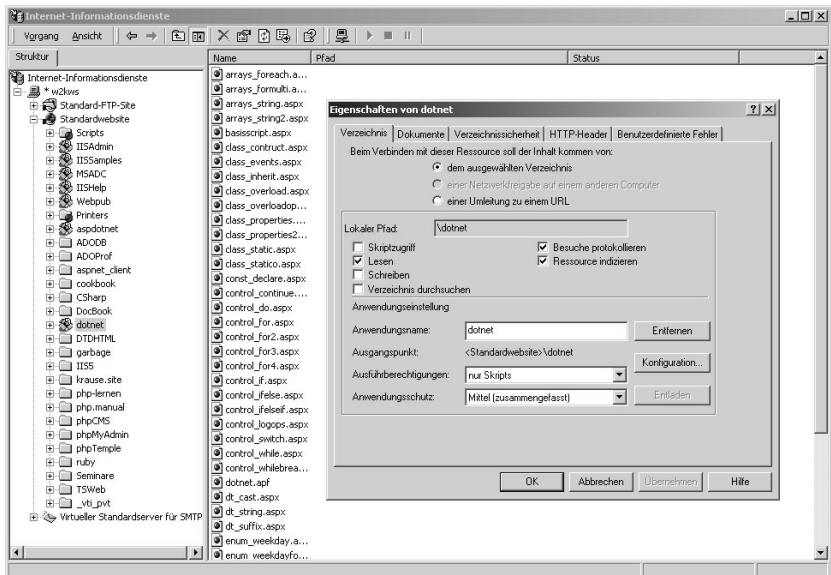 Internet-Informationsdienste
Vorgang Ansicht
Struktur
Internet-Informationsdienste
* w2kws
Standard-FTP-Site
Standardwebsite
Scripts
IISAdmin
IISSamples
MSADC
IISHelp
Webpub
Printers
aspdotnet
ADODB
ADOProf
aspnet_client
cookbook
CSharp
DocBook
dotnet
DTDHTML
garbage
IIS5
krause.site
php-lernen
php.manual
phpCMS
phpMyAdmin
phpTemple
ruby
Seminare
TSWeb
_vti_pvt
Virtueller Standardserver für SMTP
Name Pfad Status
arrays_foreach.a...
arrays_formulti.a...
arrays_string.aspx
arrays_string2.aspx
basisscript.aspx
class_contruct.aspx
class_events.aspx
class_inherit.aspx
class_overload.aspx
class_overloadop...
class_properties....
class_properties2...
class_static.aspx
class_statico.aspx
const_declare.aspx
control_continue....
control_do.aspx
control_for.aspx
control_for2.aspx
control_for3.aspx
control_for4.aspx
control_if.aspx
control_ifelse.aspx
control_ifelseif.aspx
control_logops.aspx
control_switch.aspx
control_while.aspx
control_whilebrea...
dotnet.apf
dt_cast.aspx
dt_string.aspx
dt_suffix.aspx
enum_weekday.a...
enum_weekdayfo...
Eigenschaften von dotnet
Verzeichnis Dokumente Verzeichnissicherheit HTTP-Header Benutzerdefinierte Fehler
Beim Verbinden mit dieser Ressource soll der Inhalt kommen von:
dem ausgewählten Verzeichnis
einer Netzwerkfreigabe auf einem anderen Computer
einer Umleitung zu einem URL
Lokaler Pfad: \dotnet
Skriptzugriff Besuche protokollieren
Lesen Ressource indizieren
Schreiben
Verzeichnis durchsuchen
Anwendungseinstellung
Anwendungsname: dotnet Entfernen
Ausgangspunkt: <Standardwebsite>\dotnet
Konfiguration...
Ausführberechtigungen: nur Skripts
Anwendungsschutz: Mittel (zusammengefasst) Entladen
OK Abbrechen Übernehmen Hilfe